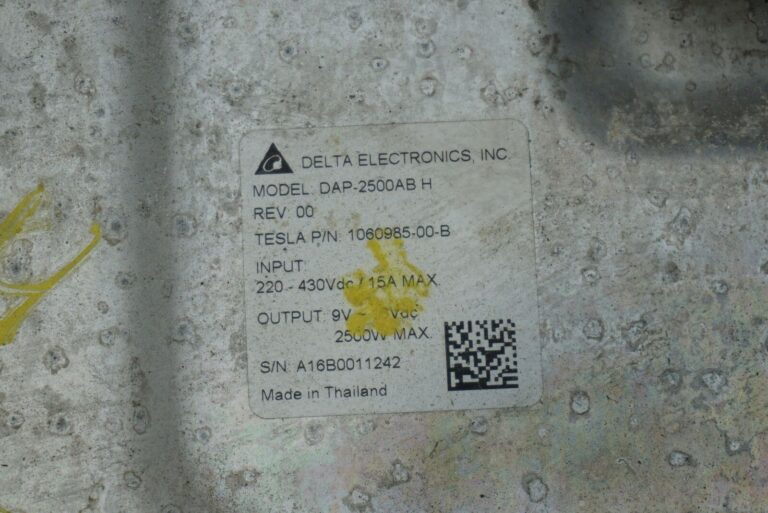 DELTA ELECTRONICS, INC.
MODEL: DAP-2500AB H
REV: 00
TESLA P/N: 1060985-00-B
INPUT:
220 - 430Vdc / 15A MAX.
OUTPUT: 9V -
2500W MAX.
S/N: A16B0011242
Made in Thailand